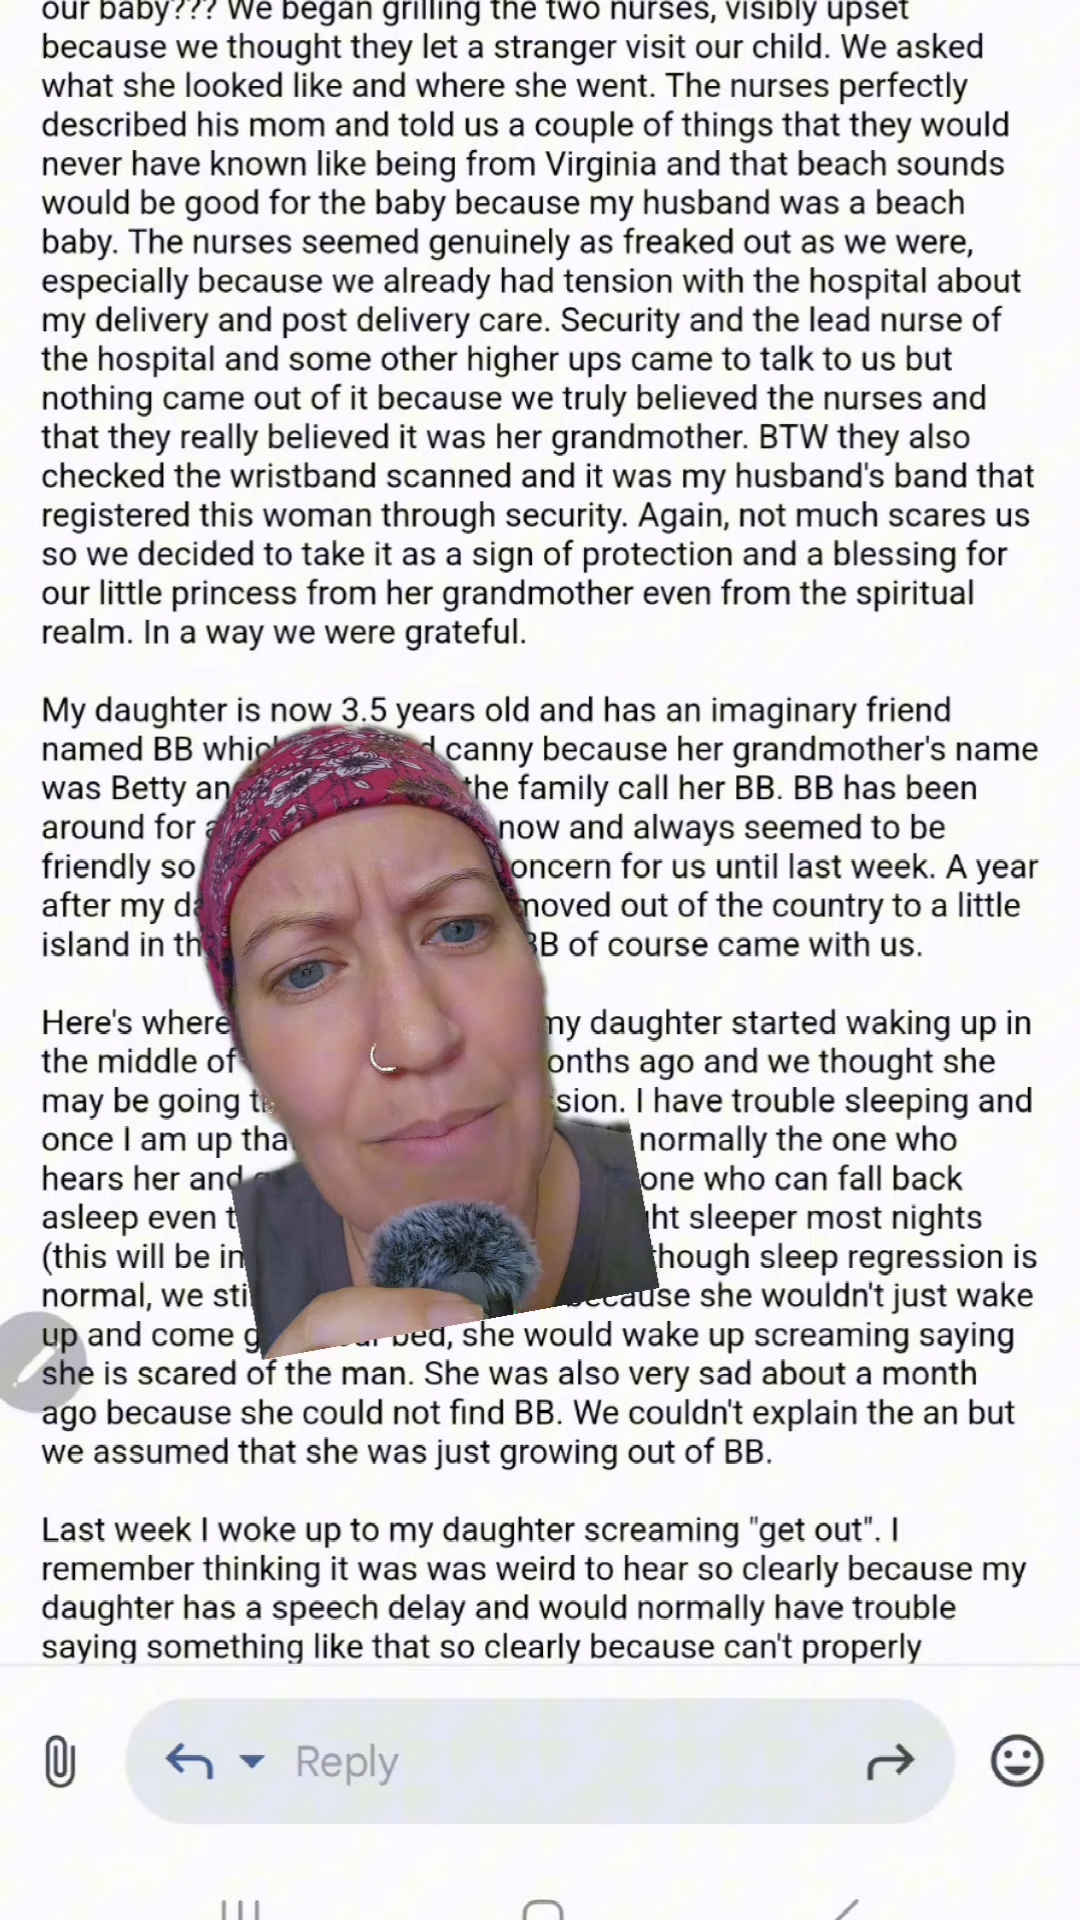 our baby??? We began grilling the two nurses, visibly upset
because we thought they let a stranger visit our child. We asked
what she looked like and where she went. The nurses perfectly
described his mom and told us a couple of things that they would
never have known like being from Virginia and that beach sounds
would be good for the baby because my husband was a beach
baby. The nurses seemed genuinely as freaked out as we were,
especially because we already had tension with the hospital about
my delivery and post delivery care. Security and the lead nurse of
the hospital and some other higher ups came to talk to us but
nothing came out of it because we truly believed the nurses and
that they really believed it was her grandmother. BTW they also
checked the wristband scanned and it was my husband's band that
registered this woman through security. Again, not much scares us
so we decided to take it as a sign of protection and a blessing for
our little princess from her grandmother even from the spiritual
realm. In a way we were grateful.
My daughter is now 3.5 years old and has an imaginary friend
named BB canny because her grandmother's name
was Betty the family call her BB. BB has been
around for now and always seemed to be
friendly so for us until last week. A year
after my moved out of the country to a little
island in BB of course came with us.
Here's where my daughter started waking up in
the middle of ago and we thought she
may be going I have trouble sleeping and
once I am up normally the one who
hears her and one who can fall back
asleep even sleeper most nights
(this will be though sleep regression is
normal, we because she wouldn't just wake
up and come bed, she would wake up screaming saying
she is scared of the man. She was also very sad about a month
ago because she could not find BB. We couldn't explain the an but
we assumed that she was just growing out of BB.
Last week I woke up to my daughter screaming "get out". I
remember thinking it was was weird to hear so clearly because my
daughter has a speech delay and would normally have trouble
saying something like that so clearly because can't properly
Reply